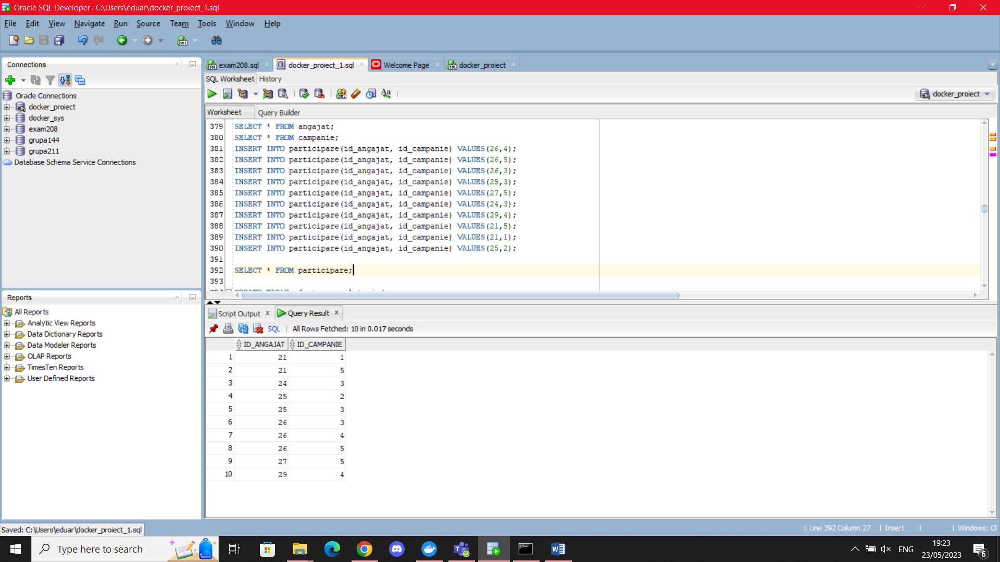 Oracle SQL Developer : C:\Users\eduar\docker_proiect_1.sql
File Edit View Navigate Run Source Team Tools Window Help
Connections
Oracle Connections
docker_proiect
docker_sys
exam208
grupa144
grupa211
Database Schema Service Connections
Reports
All Reports
Analytic View Reports
Data Dictionary Reports
Data Modeler Reports
OLAP Reports
TimesTen Reports
User Defined Reports
exam208.sql docker_proiect_1.sql Welcome Page docker_proiect
SQL Worksheet History
docker_proiect
Worksheet Query Builder
379 SELECT * FROM angajat;
380 SELECT * FROM campanie;
381 INSERT INTO participare(id_angajat, id_campanie) VALUES(26,4);
382 INSERT INTO participare(id_angajat, id_campanie) VALUES(26,5);
383 INSERT INTO participare(id_angajat, id_campanie) VALUES(26,3);
384 INSERT INTO participare(id_angajat, id_campanie) VALUES(25,3);
385 INSERT INTO participare(id_angajat, id_campanie) VALUES(27,5);
386 INSERT INTO participare(id_angajat, id_campanie) VALUES(24,3);
387 INSERT INTO participare(id_angajat, id_campanie) VALUES(29,4);
388 INSERT INTO participare(id_angajat, id_campanie) VALUES(21,5);
389 INSERT INTO participare(id_angajat, id_campanie) VALUES(21,1);
390 INSERT INTO participare(id_angajat, id_campanie) VALUES(25,2);
391
392 SELECT * FROM participare;
393
Script Output Query Result
SQL All Rows Fetched: 10 in 0.017 seconds
ID_ANGAJAT ID_CAMPANIE
1 21 1
2 21 5
3 24 3
4 25 2
5 25 3
6 26 3
7 26 4
8 26 5
9 27 5
10 29 4
Saved: C:\Users\eduar\docker_proiect_1.sql
Line 392 Column 27 Insert Windows: CF
Type here to search
ENG
19:23
23/05/2023
6